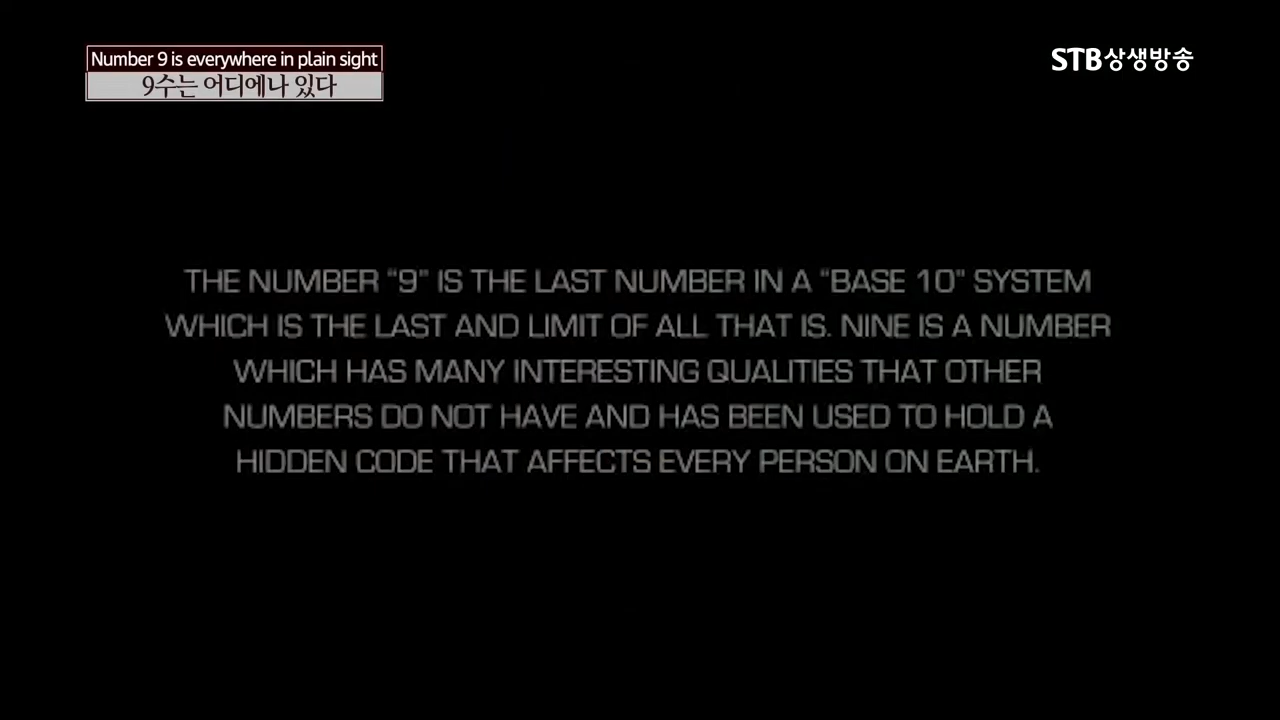 Number 9 is everywhere in plain sight
9수는 어디에나 있다
STB상생방송
THE NUMBER “9” IS THE LAST NUMBER IN A “BASE 10” SYSTEM
WHICH IS THE LAST AND LIMIT OF ALL THAT IS. NINE IS A NUMBER
WHICH HAS MANY INTERESTING QUALITIES THAT OTHER
NUMBERS DO NOT HAVE AND HAS BEEN USED TO HOLD A
HIDDEN CODE THAT AFFECTS EVERY PERSON ON EARTH.